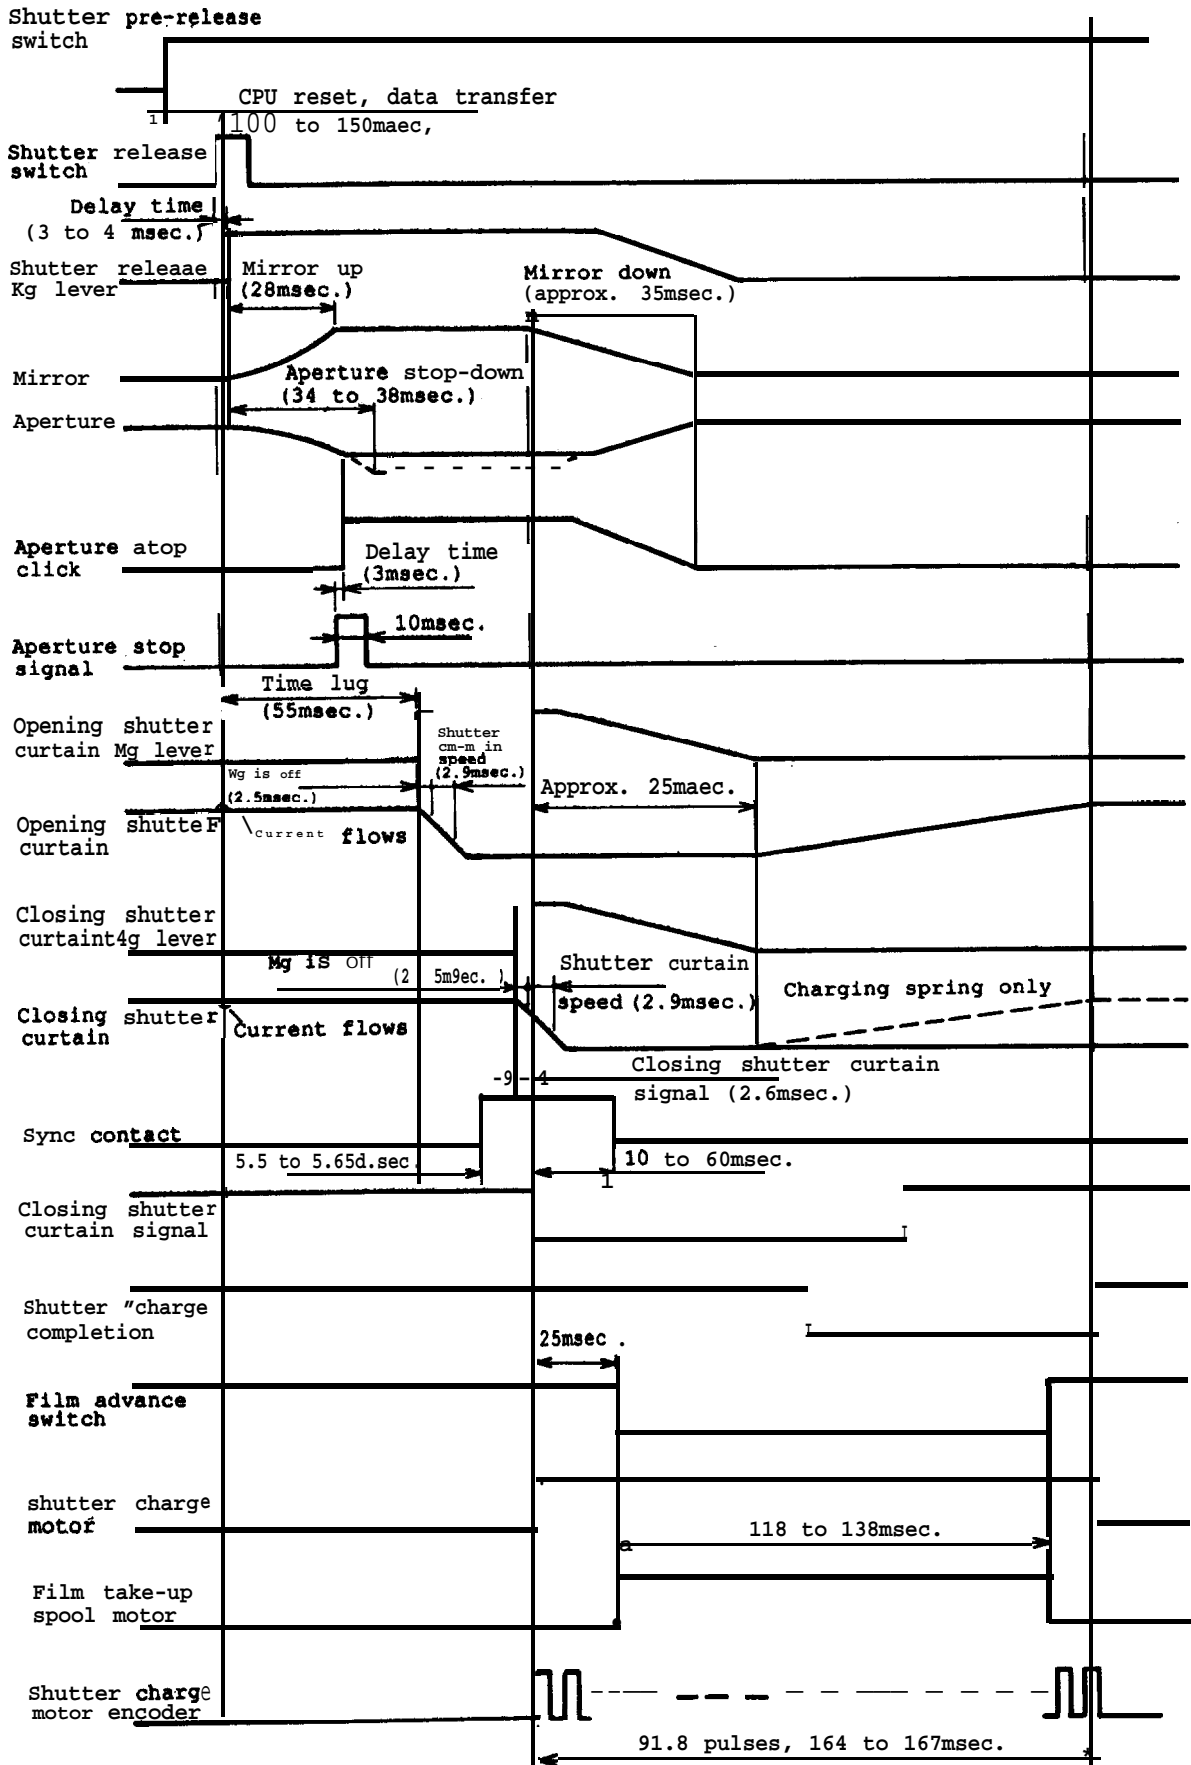 Shutter pre-release
switch
CPU reset, data transfer
100 to 150maec,
Shutter release
switch
Delay time
(3 to 4 msec.)
Shutter releaae
Kg lever
Mirror up
(28msec.)
Mirror down
(approx. 35msec.)
Mirror
Aperture stop-down
(34 to 38msec.)
Aperture
Aperture atop
click
Delay time
(3msec.)
10msec.
Aperture stop
signal
Time lug
(55msec.)
Opening shutter
curtain Mg lever
Shutter
cm-m in
speed
(2.9msec.)
Wg is off
(2.5msec.)
Approx. 25maec.
Opening shutteF
curtain
Current flows
Closing shutter
curtaint4g lever
Mg iS Off
(2 5m9ec. )
Shutter curtain
speed (2.9msec.)
Charging spring only
Closing shutter
curtain
Current flows
-9-4
Closing shutter curtain
signal (2.6msec.)
Sync contact
5.5 to 5.65d.sec.
10 to 60msec.
1
Closing shutter
curtain signal
Shutter "charge
completion
25msec .
Film advance
switch
shutter charge
motor
118 to 138msec.
a
Film take-up
spool motor
Shutter charge
motor encoder
91.8 pulses, 164 to 167msec.